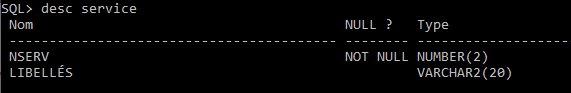 SQL> desc service
Nom NULL ? Type
----------------------------------------- -------- ----------------------------
NSERV NOT NULL NUMBER(2)
LIBELLÉS VARCHAR2(20)